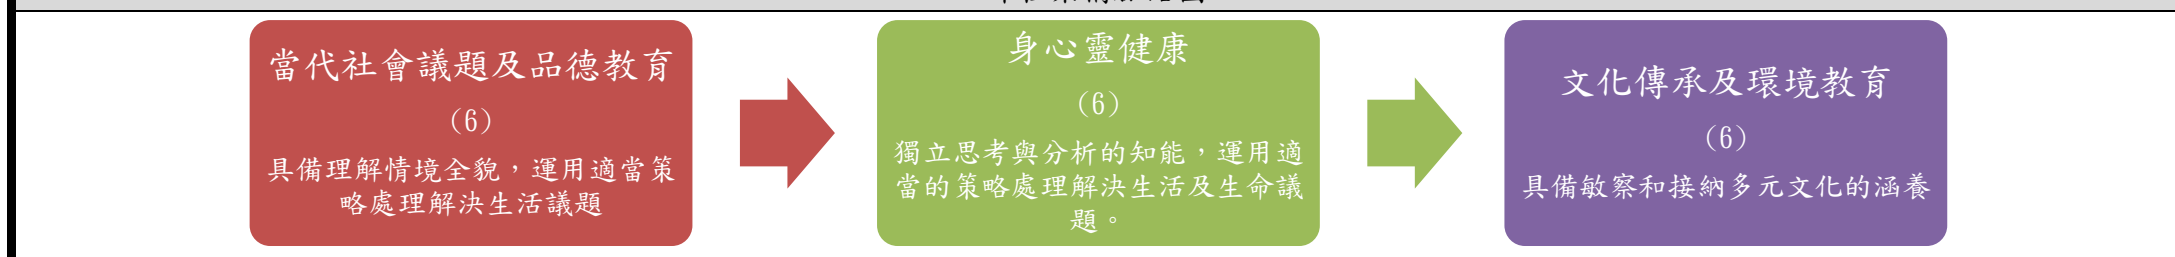 當代社會議題及品德教育
(6)
具備理解情境全貌，運用適當策
略處理解決生活議題
身心靈健康
(6)
獨立思考與分析的知能，運用適
當的策略處理解決生活及生命議
題。
文化傳承及環境教育
(6)
具備敏察和接納多元文化的涵養